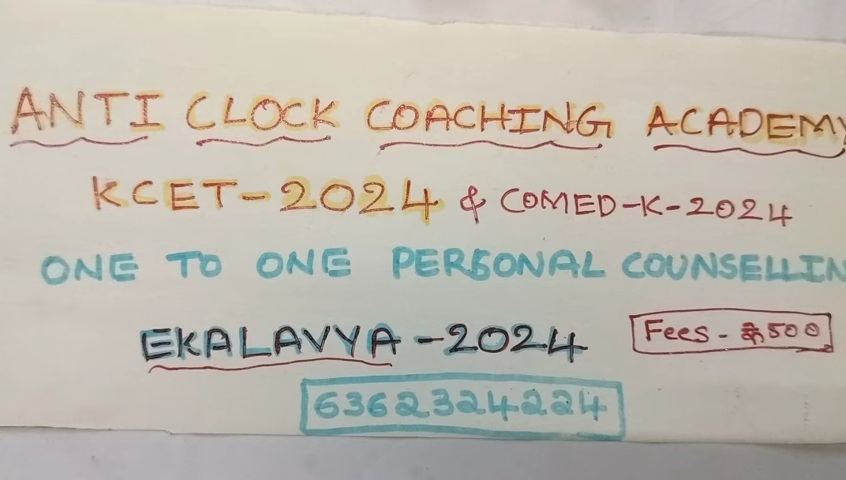 ANTI CLOCK COACHING ACADEMY
KCET-2024 & COMED-K-2024
ONE TO ONE PERSONAL COUNSELLIN
EKALAVYA-2024 Fees - ₹500
6362324224